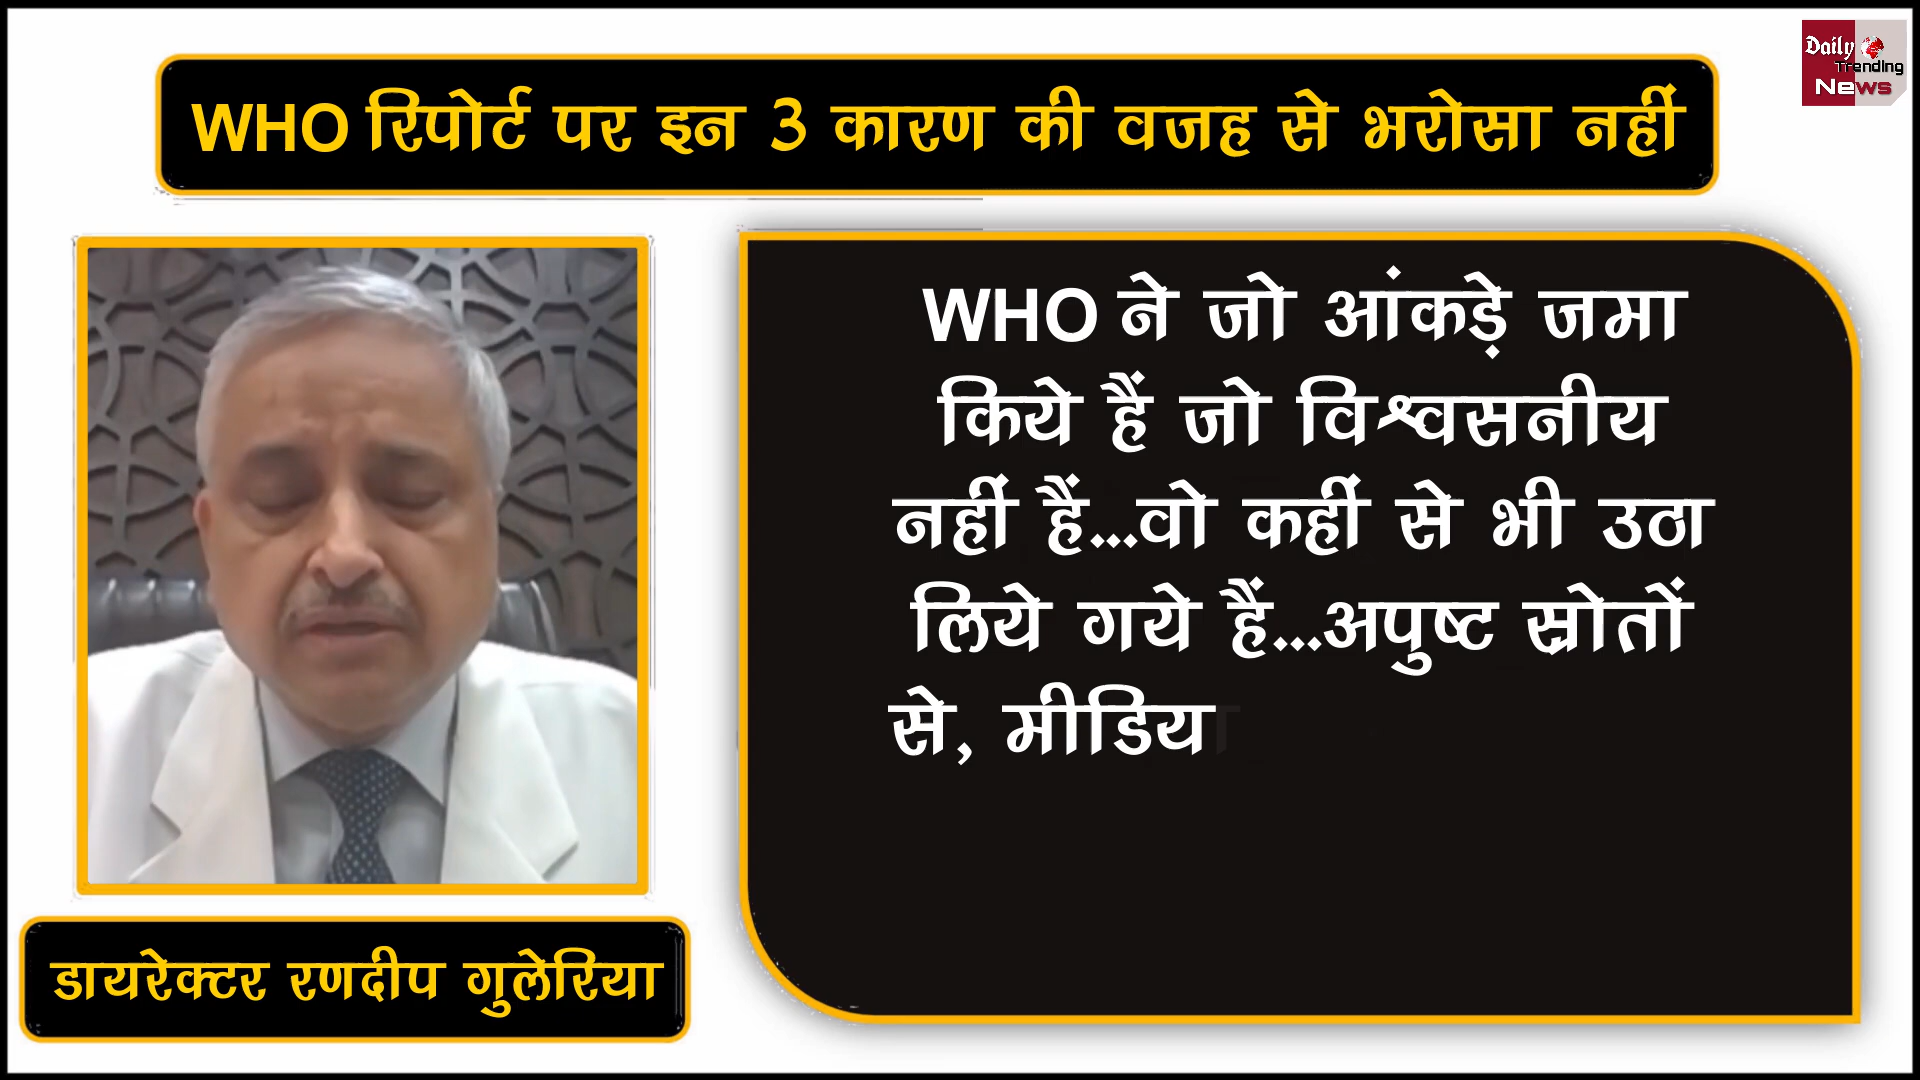 Daily
Trending
News
WHO रिपोर्ट पर इन 3 कारण की वजह से भरोसा नहीं
WHO ने जो आंकड़े जमा
किये हैं जो विश्वसनीय
नहीं हैं...वो कहीं से भी उठा
लिये गये हैं...अपुष्ट स्रोतों
से, मीडिया
डायरेक्टर रणदीप गुलेरिया